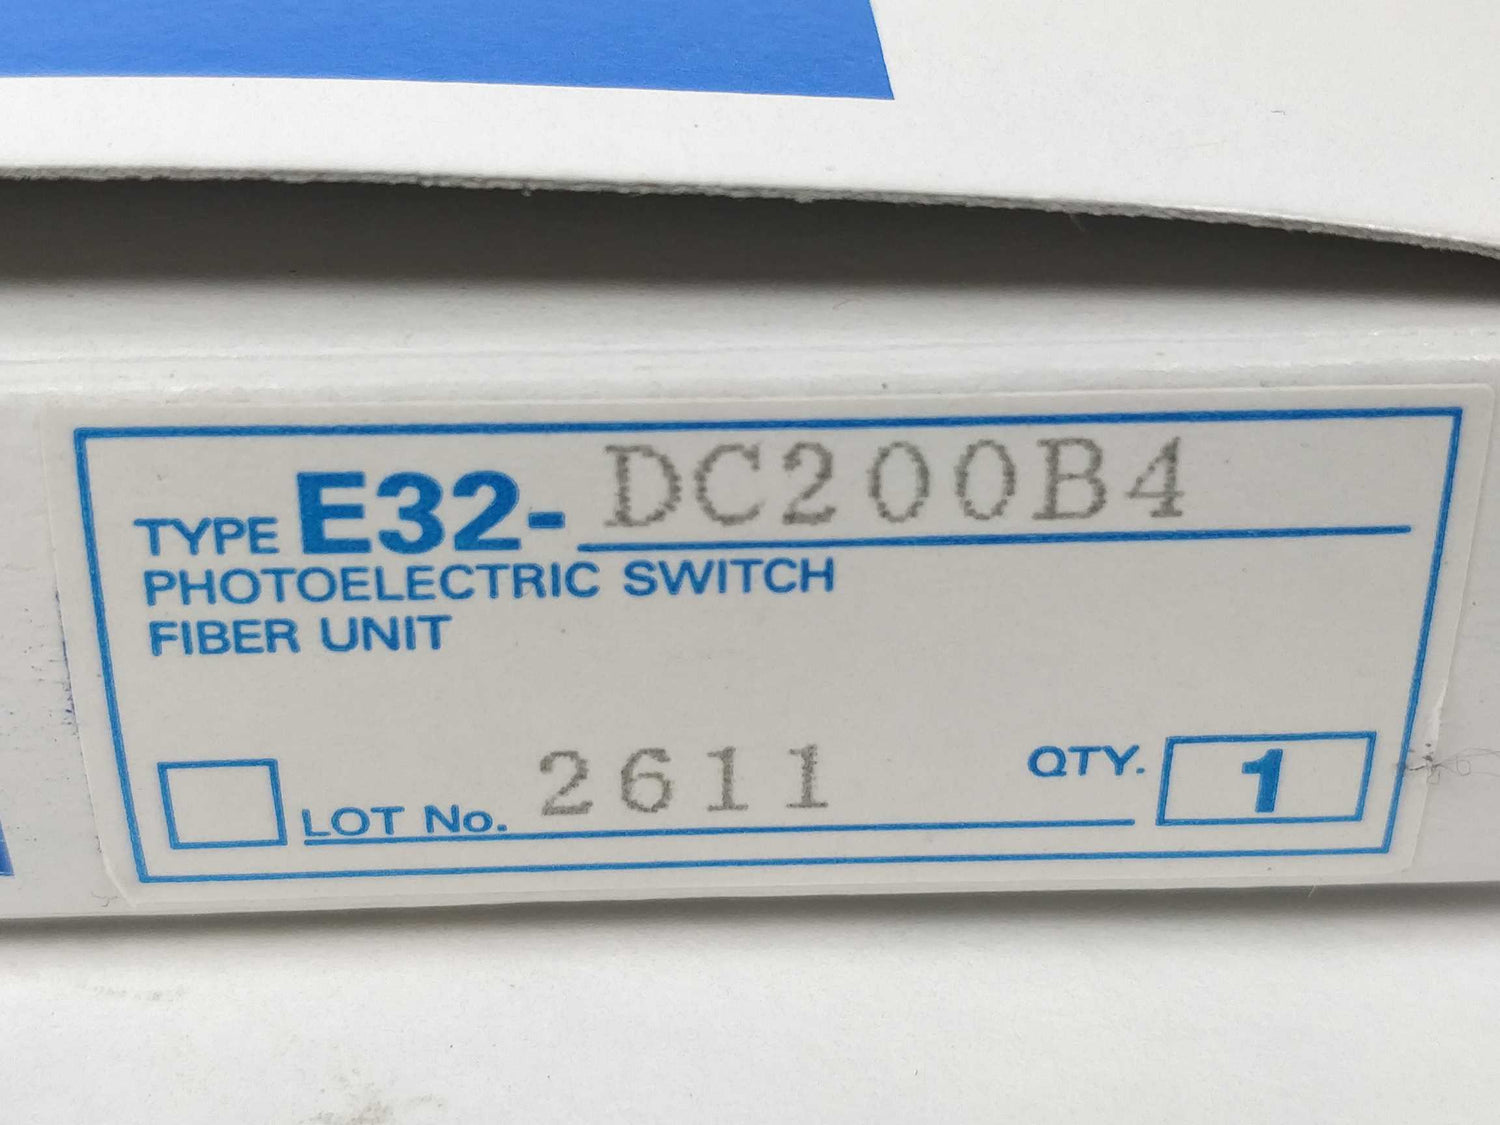 TYPE E32-DC200B4
PHOTOELECTRIC SWITCH
FIBER UNIT
LOT No. 2611 QTY. 1